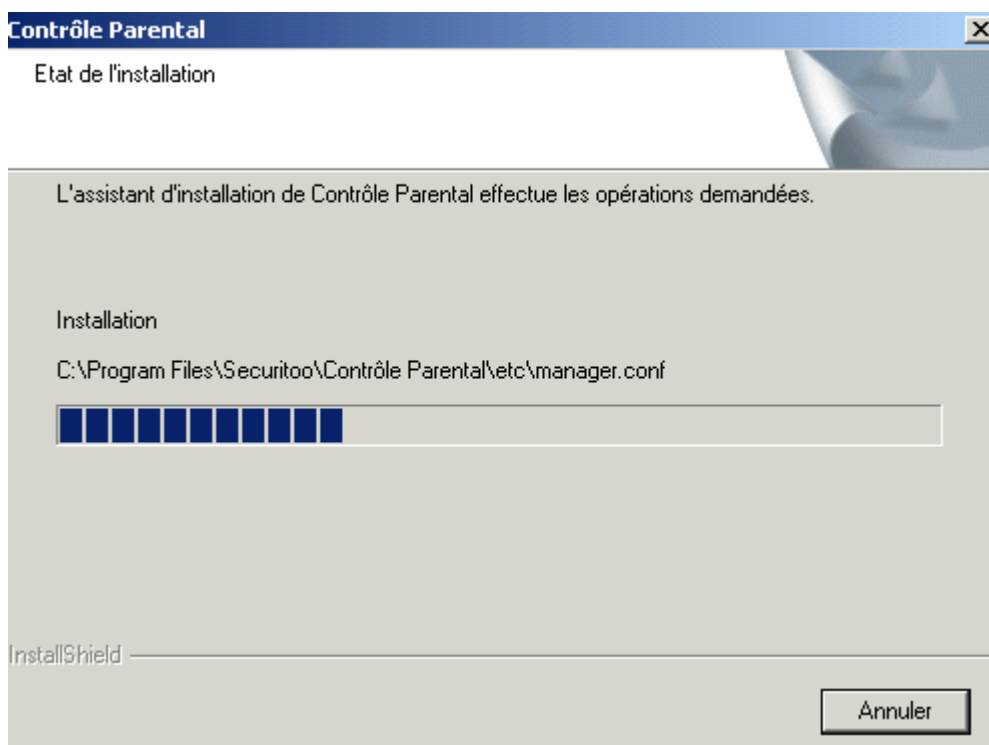 Contrôle Parental
Etat de l'installation
L'assistant d'installation de Contrôle Parental effectue les opérations demandées.
Installation
C:\Program Files\Securitoo\Contrôle Parental\etc\manager.conf
InstallShield
Annuler